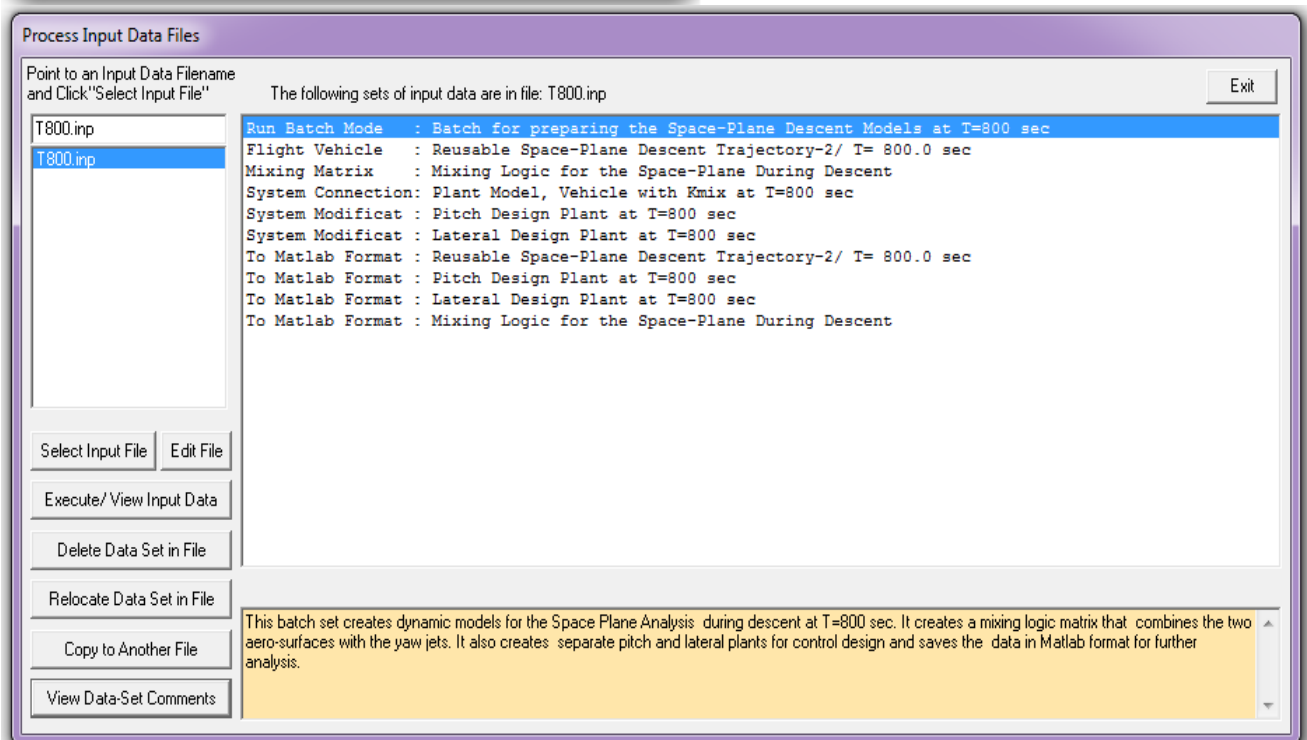 Process Input Data Files
Point to an Input Data Filename
and Click"Select Input File"
The following sets of input data are in file: T800.inp
Exit
T800.inp
T800.inp
Run Batch Mode : Batch for preparing the Space-Plane Descent Models at T=800 sec
Flight Vehicle : Reusable Space-Plane Descent Trajectory-2/ T= 800.0 sec
Mixing Matrix : Mixing Logic for the Space-Plane During Descent
System Connection: Plant Model, Vehicle with Kmix at T=800 sec
System Modificat : Pitch Design Plant at T=800 sec
System Modificat : Lateral Design Plant at T=800 sec
To Matlab Format : Reusable Space-Plane Descent Trajectory-2/ T= 800.0 sec
To Matlab Format : Pitch Design Plant at T=800 sec
To Matlab Format : Lateral Design Plant at T=800 sec
To Matlab Format : Mixing Logic for the Space-Plane During Descent
Select Input File
Edit File
Execute/ View Input Data
Delete Data Set in File
Relocate Data Set in File
Copy to Another File
View Data-Set Comments
This batch set creates dynamic models for the Space Plane Analysis during descent at T=800 sec. It creates a mixing logic matrix that combines the two
aero-surfaces with the yaw jets. It also creates separate pitch and lateral plants for control design and saves the data in Matlab format for further
analysis.